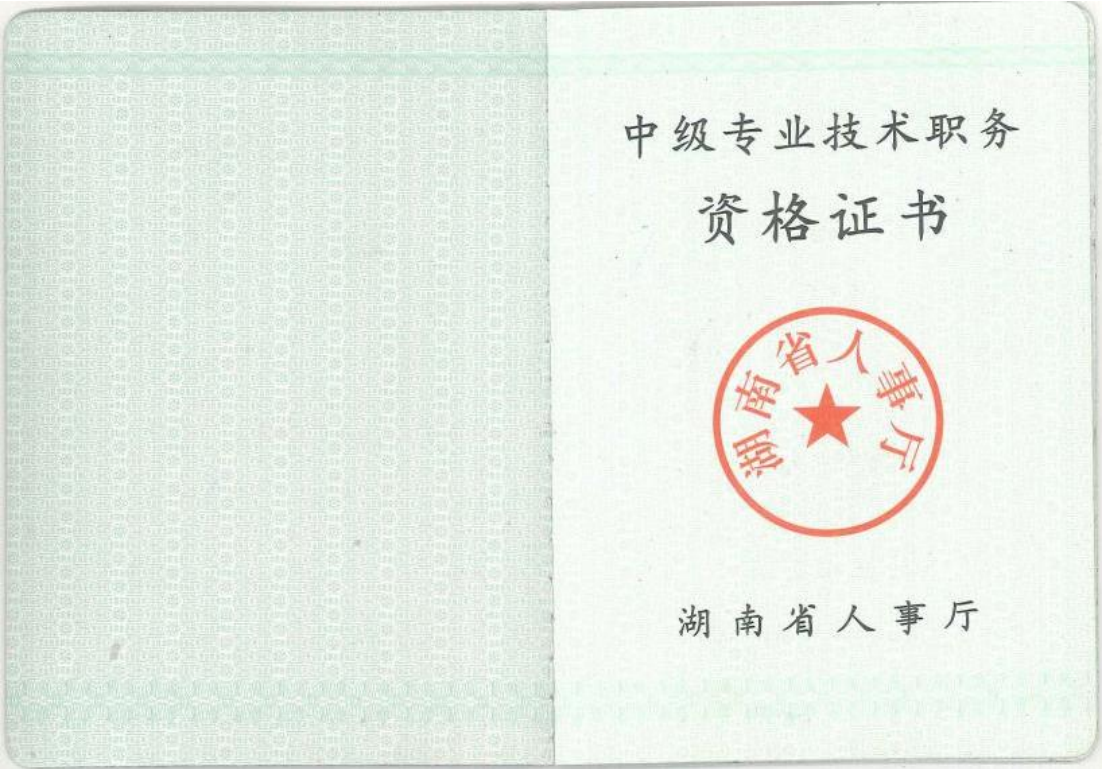 中级专业技术职务
资格证书
湖南省人事厅
湖南省人事厅